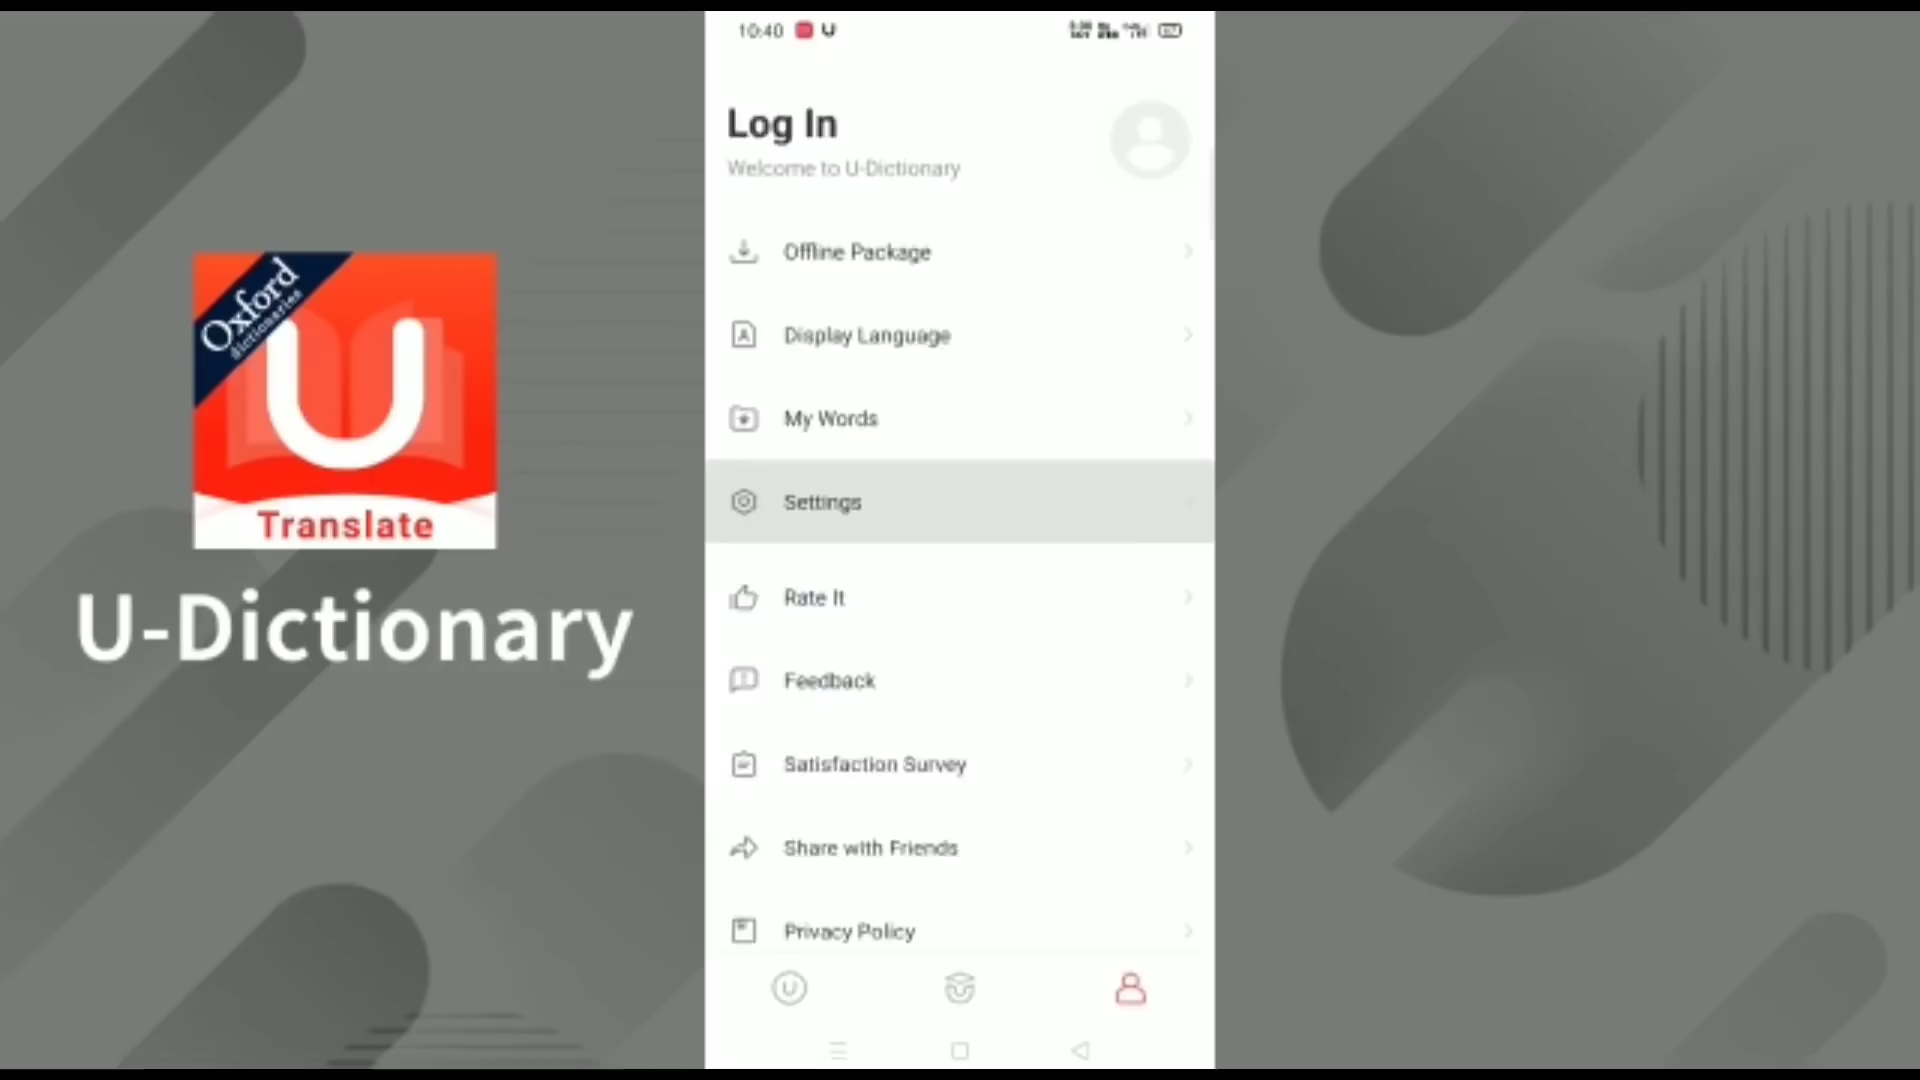 10:40
Log In
Welcome to U-Dictionary
Offline Package
Display Language
My Words
Settings
Rate It
Feedback
Satisfaction Survey
Share with Friends
Privacy Policy
Oxford
dictionaries
U
Translate
U-Dictionary